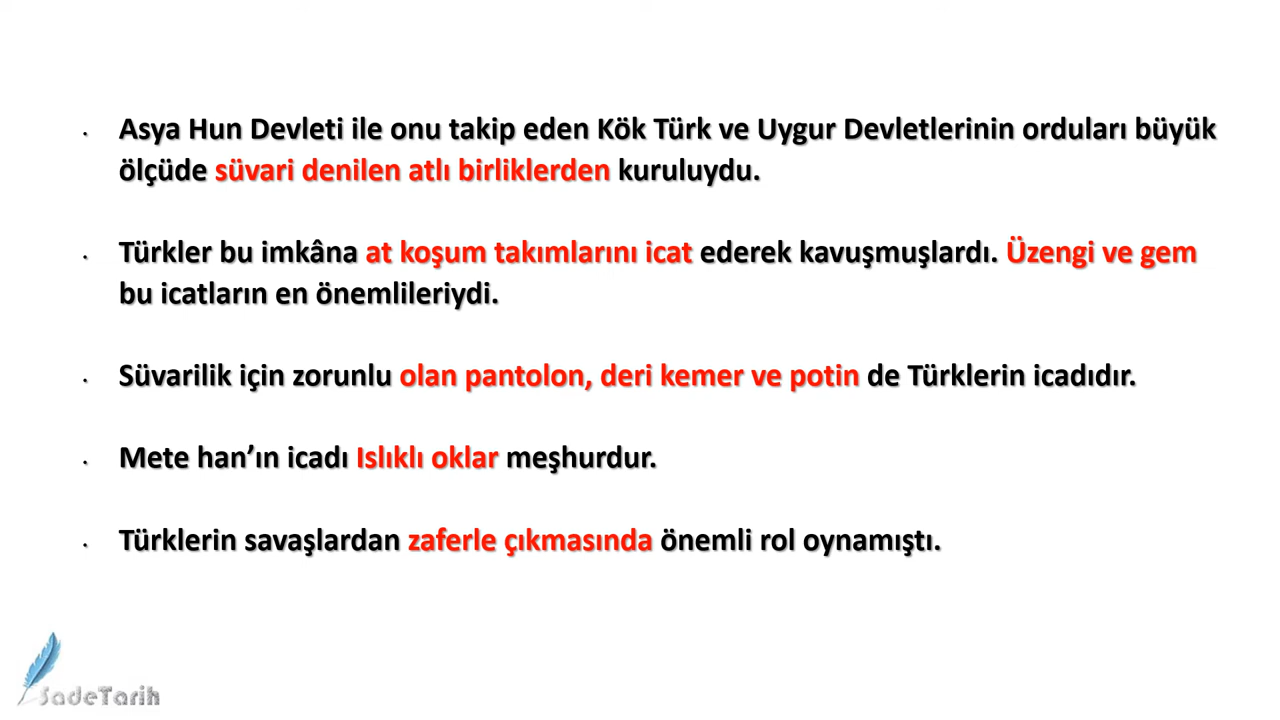 • Asya Hun Devleti ile onu takip eden Kök Türk ve Uygur Devletlerinin orduları büyük
ölçüde süvari denilen atlı birliklerden kuruluydu.
• Türkler bu imkâna at koşum takımlarını icat ederek kavuşmuşlardı. Üzengi ve gem
bu icatların en önemlileriydi.
• Süvarilik için zorunlu olan pantolon, deri kemer ve potin de Türklerin icadıdır.
• Mete han’ın icadı Islıklı oklar meşhurdur.
• Türklerin savaşlardan zaferle çıkmasında önemli rol oynamıştı.
SadeTarih